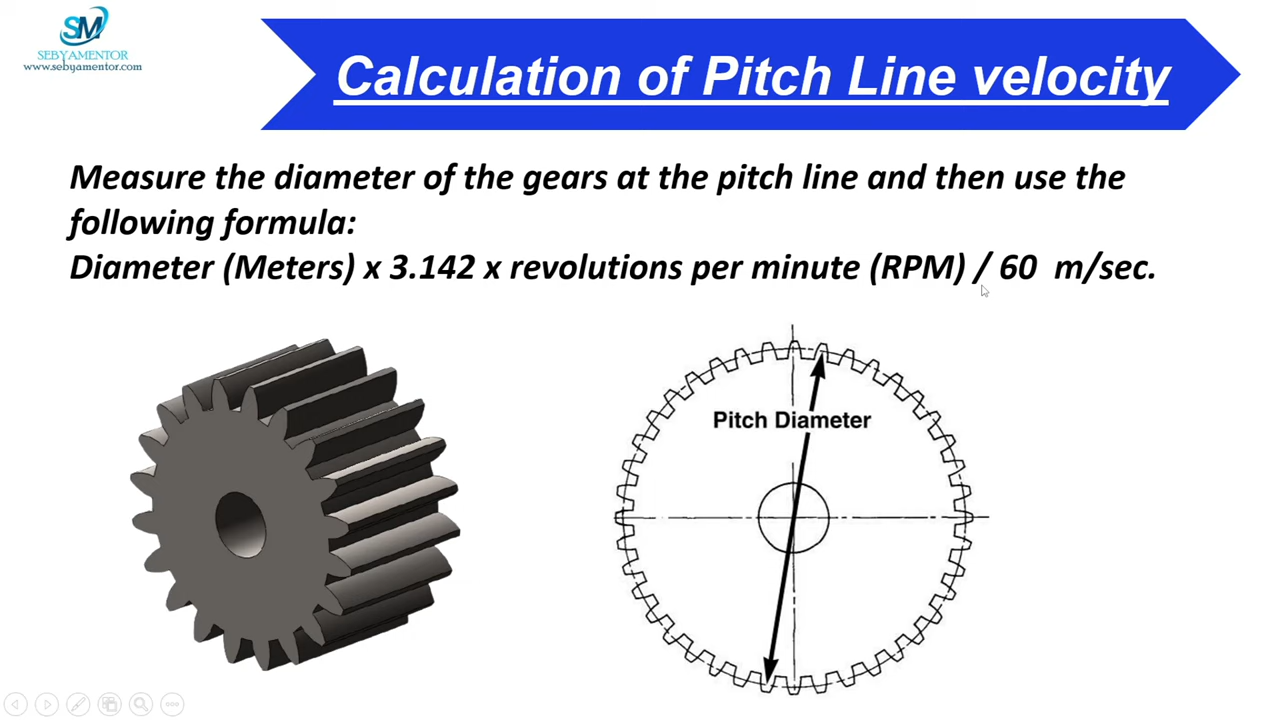 SM
SEBYAMENTOR
www.sebyamentor.com
Calculation of Pitch Line velocity
Measure the diameter of the gears at the pitch line and then use the
following formula:
Diameter (Meters) x 3.142 x revolutions per minute (RPM) / 60  m/sec.
Pitch Diameter